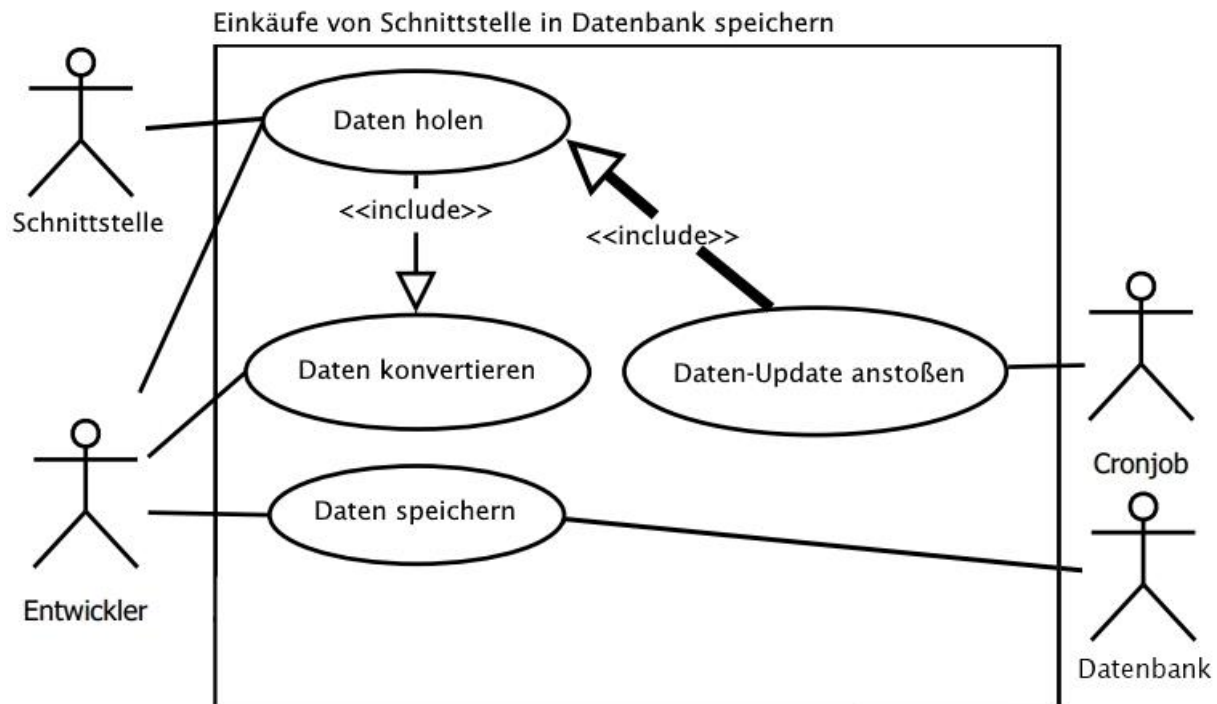 Einkäufe von Schnittstelle in Datenbank speichern
Daten holen
Schnittstelle
<<include>>
<<include>>
Daten konvertieren
Daten-Update anstoßen
Cronjob
Daten speichern
Entwickler
Datenbank